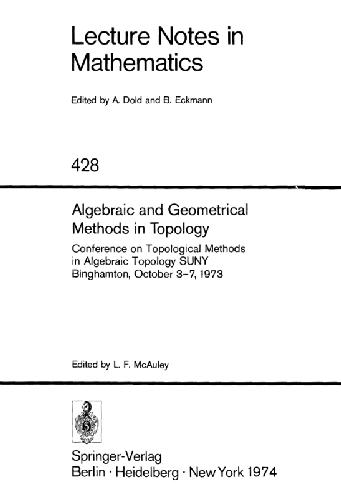 Lecture Notes in
Mathematics
Edited by A. Dold and B. Eckmann
428
Algebraic and Geometrical
Methods in Topology
Conference on Topological Methods
in Algebraic Topology SUNY
Binghamton, October 3-7, 1973
Edited by L. F. McAuley
Springer-Verlag
Berlin · Heidelberg · New York 1974